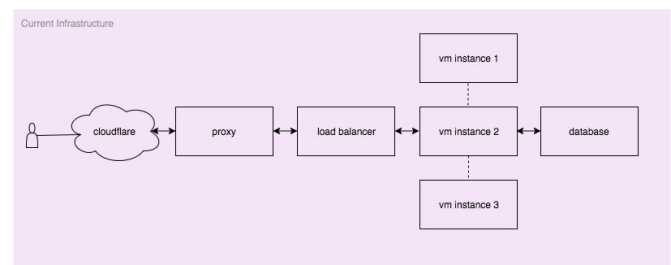 Current Infrastructure
vm instance 1
cloudflare
proxy
load balancer
vm instance 2
database
vm instance 3